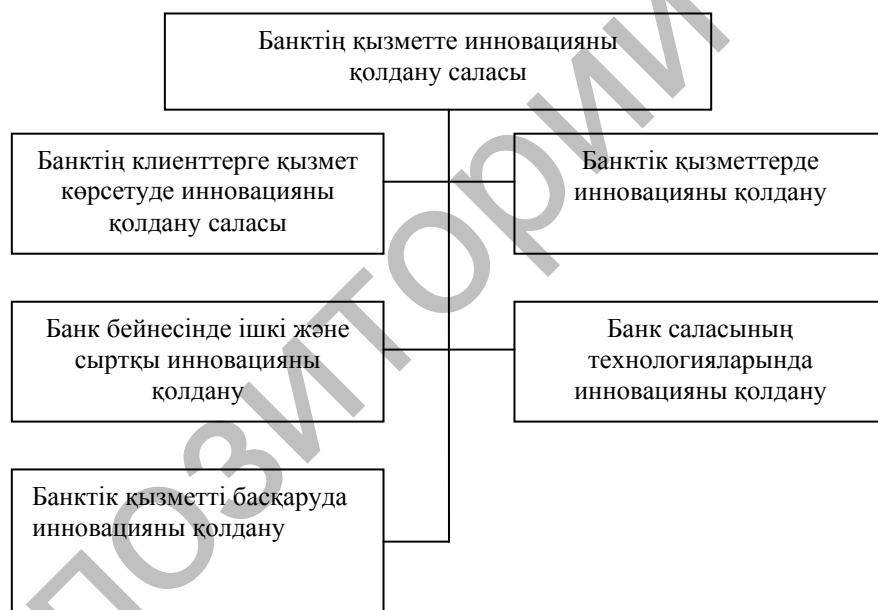 Банктің қызметте инновацияны
қолдану саласы
Банктің клиенттерге қызмет
көрсетуде инновацияны
қолдану саласы
Банктік қызметтерде
инновацияны қолдану
Банк бейнесінде ішкі және
сыртқы инновацияны
қолдану
Банк саласының
технологияларында
инновацияны қолдану
Банктік қызметті басқаруда
инновацияны қолдану
позитории